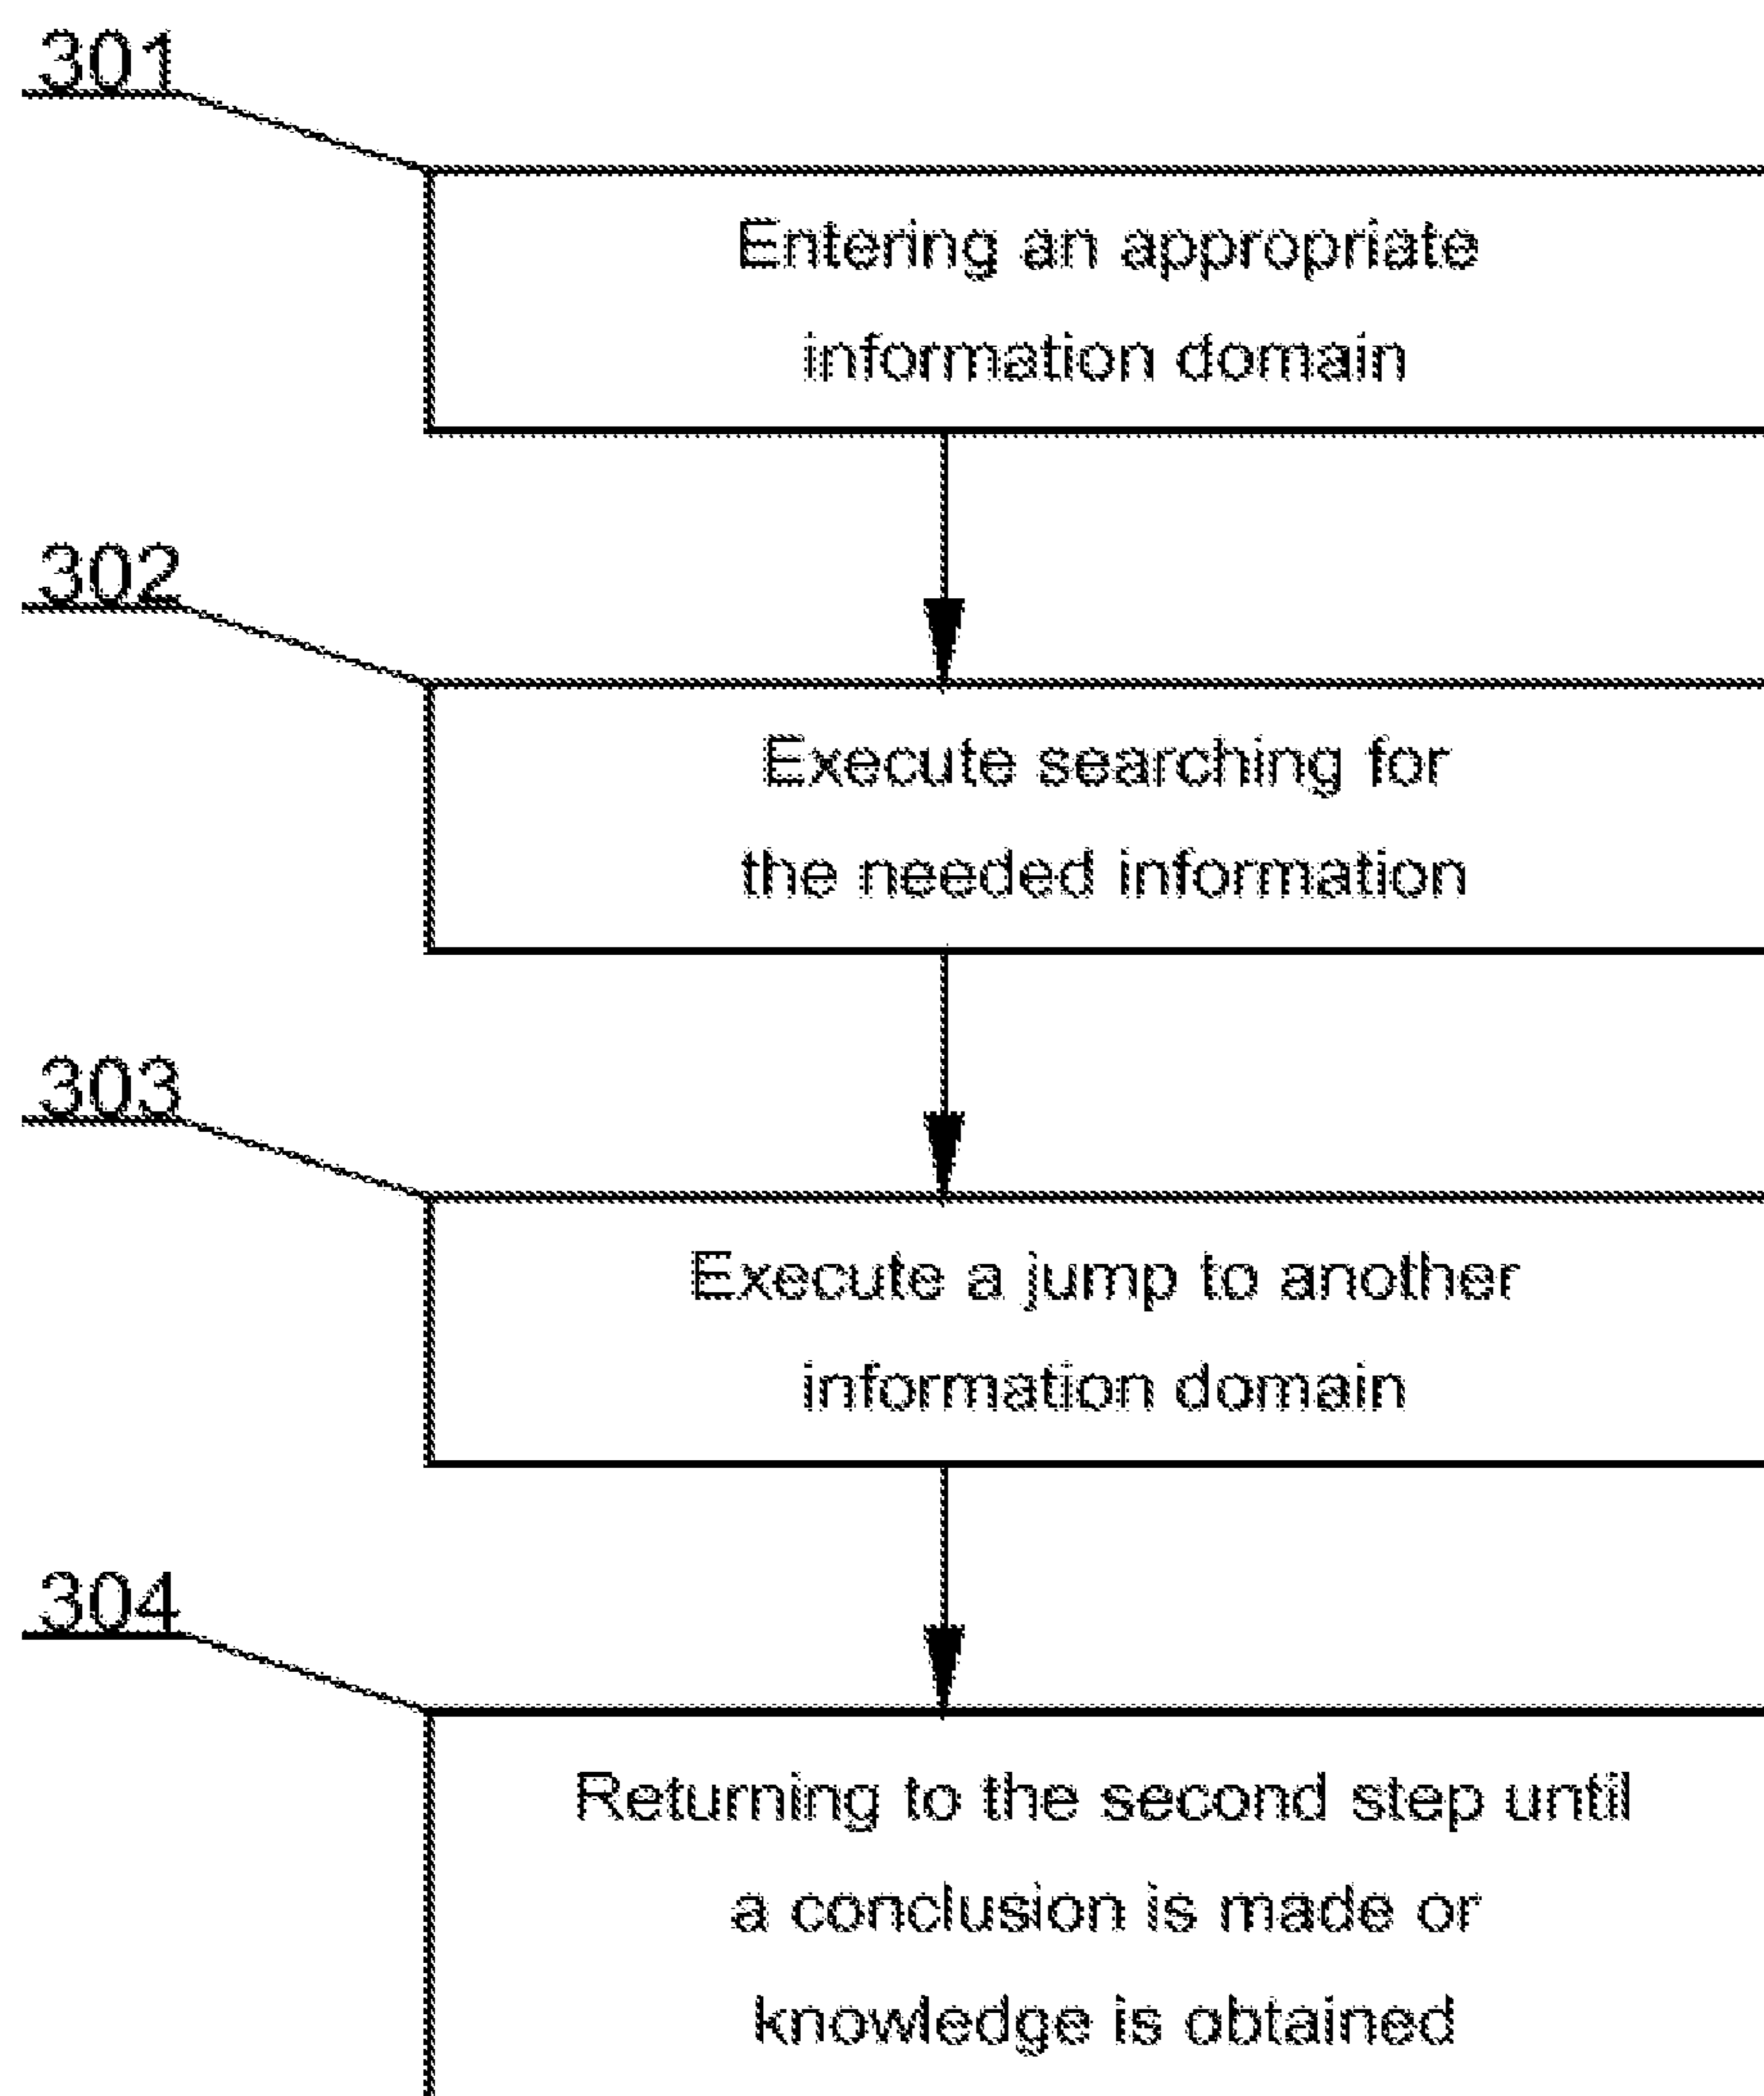 301
Entering an appropriate
information domain
302
Execute searching for
the needed information
303
Execute a jump to another
information domain
304
Returning to the second step until
a conclusion is made or
knowledge is obtained